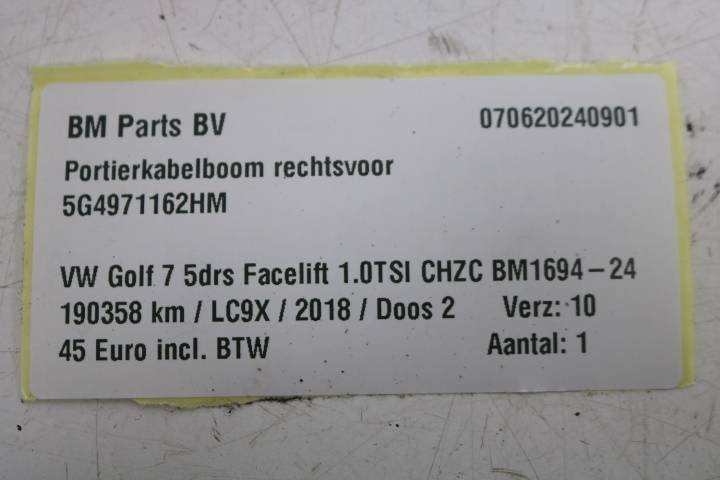 BM Parts BV 070620240901
Portierkabelboom rechtsvoor
5G4971162HM
VW Golf 7 5drs Facelift 1.0TSI CHZC BM1694-24
190358 km / LC9X / 2018 / Doos 2 Verz: 10
45 Euro incl. BTW Aantal: 1